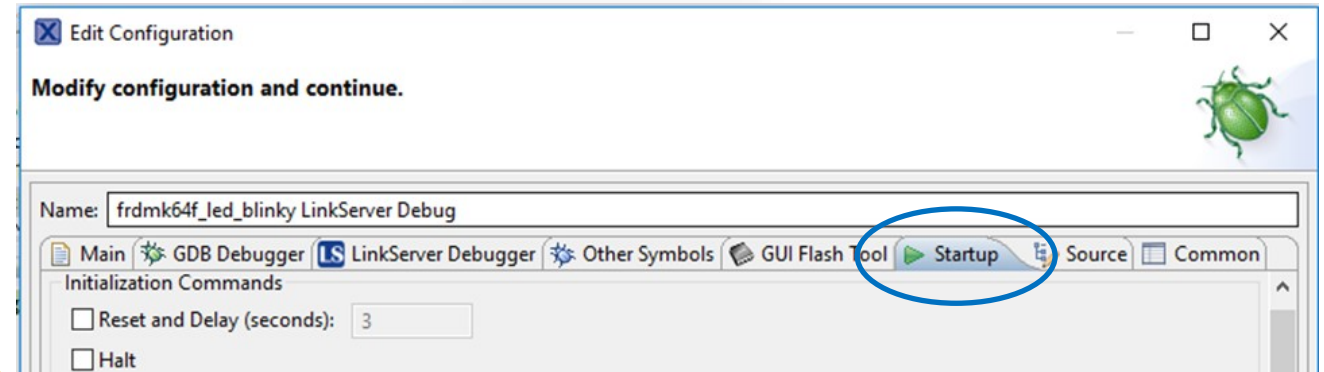 Edit Configuration
Modify configuration and continue.
Name: frdmk64f_led_blinky LinkServer Debug
Main GDB Debugger LS LinkServer Debugger Other Symbols GUI Flash Tool Startup Source Common
Initialization Commands
Reset and Delay (seconds): 3
Halt